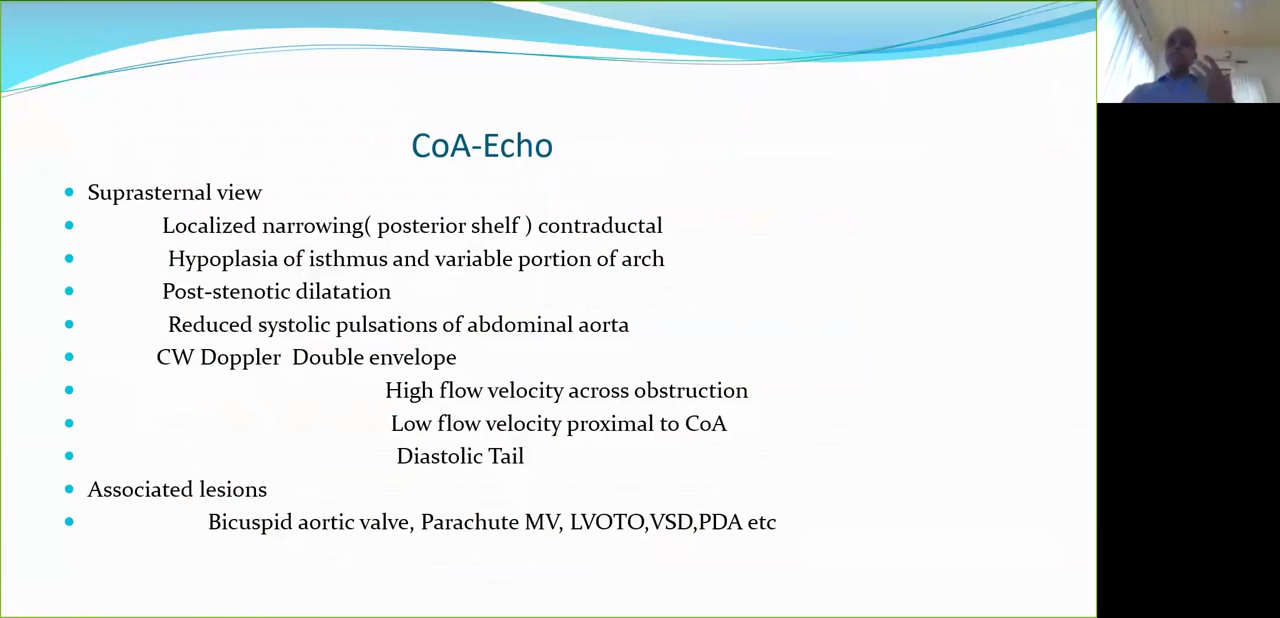 CoA-Echo
Suprasternal view
Localized narrowing( posterior shelf ) contraductal
Hypoplasia of isthmus and variable portion of arch
Post-stenotic dilatation
Reduced systolic pulsations of abdominal aorta
CW Doppler Double envelope
High flow velocity across obstruction
Low flow velocity proximal to CoA
Diastolic Tail
Associated lesions
Bicuspid aortic valve, Parachute MV, LVOTO,VSD,PDA etc